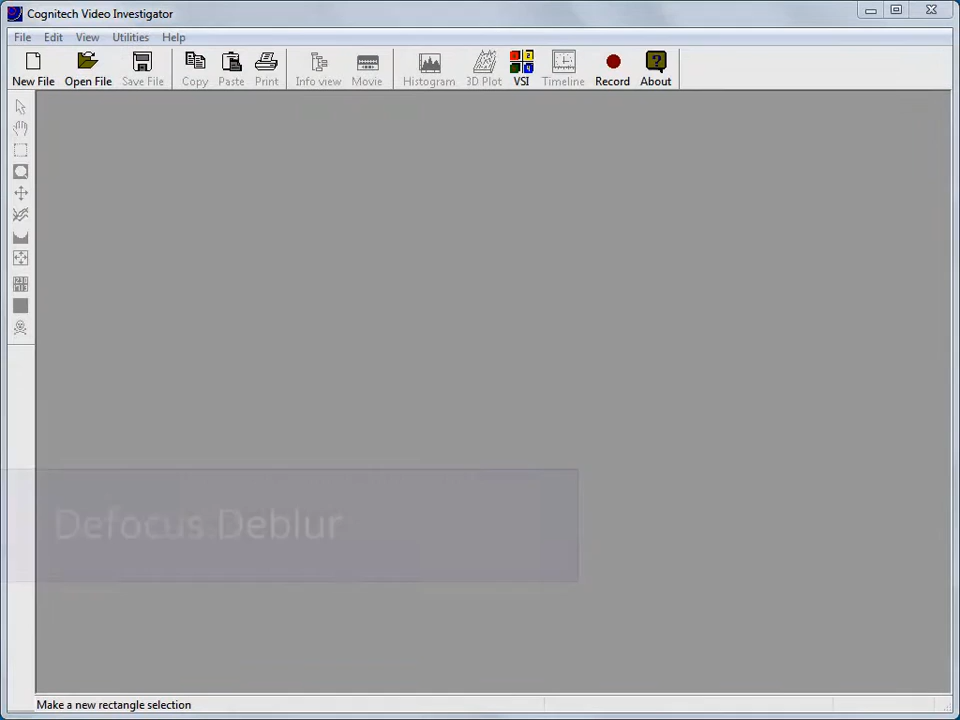 Cognitech Video Investigator
File Edit View Utilities Help
New File Open File Save File Copy Paste Print Info view Movie Histogram 3D Plot VSI Timeline Record About
Defocus Deblur
Make a new rectangle selection